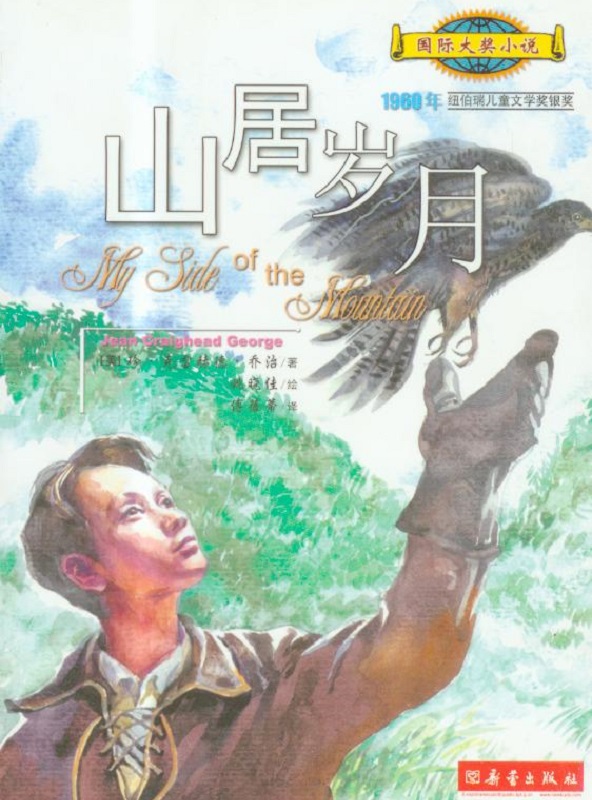 国际大奖小说
1960年 纽伯瑞儿童文学奖银奖
山居岁月
My Side of the Mountain
Jean Craighead George
乔治/著
佳/绘
译
新蕾出版社